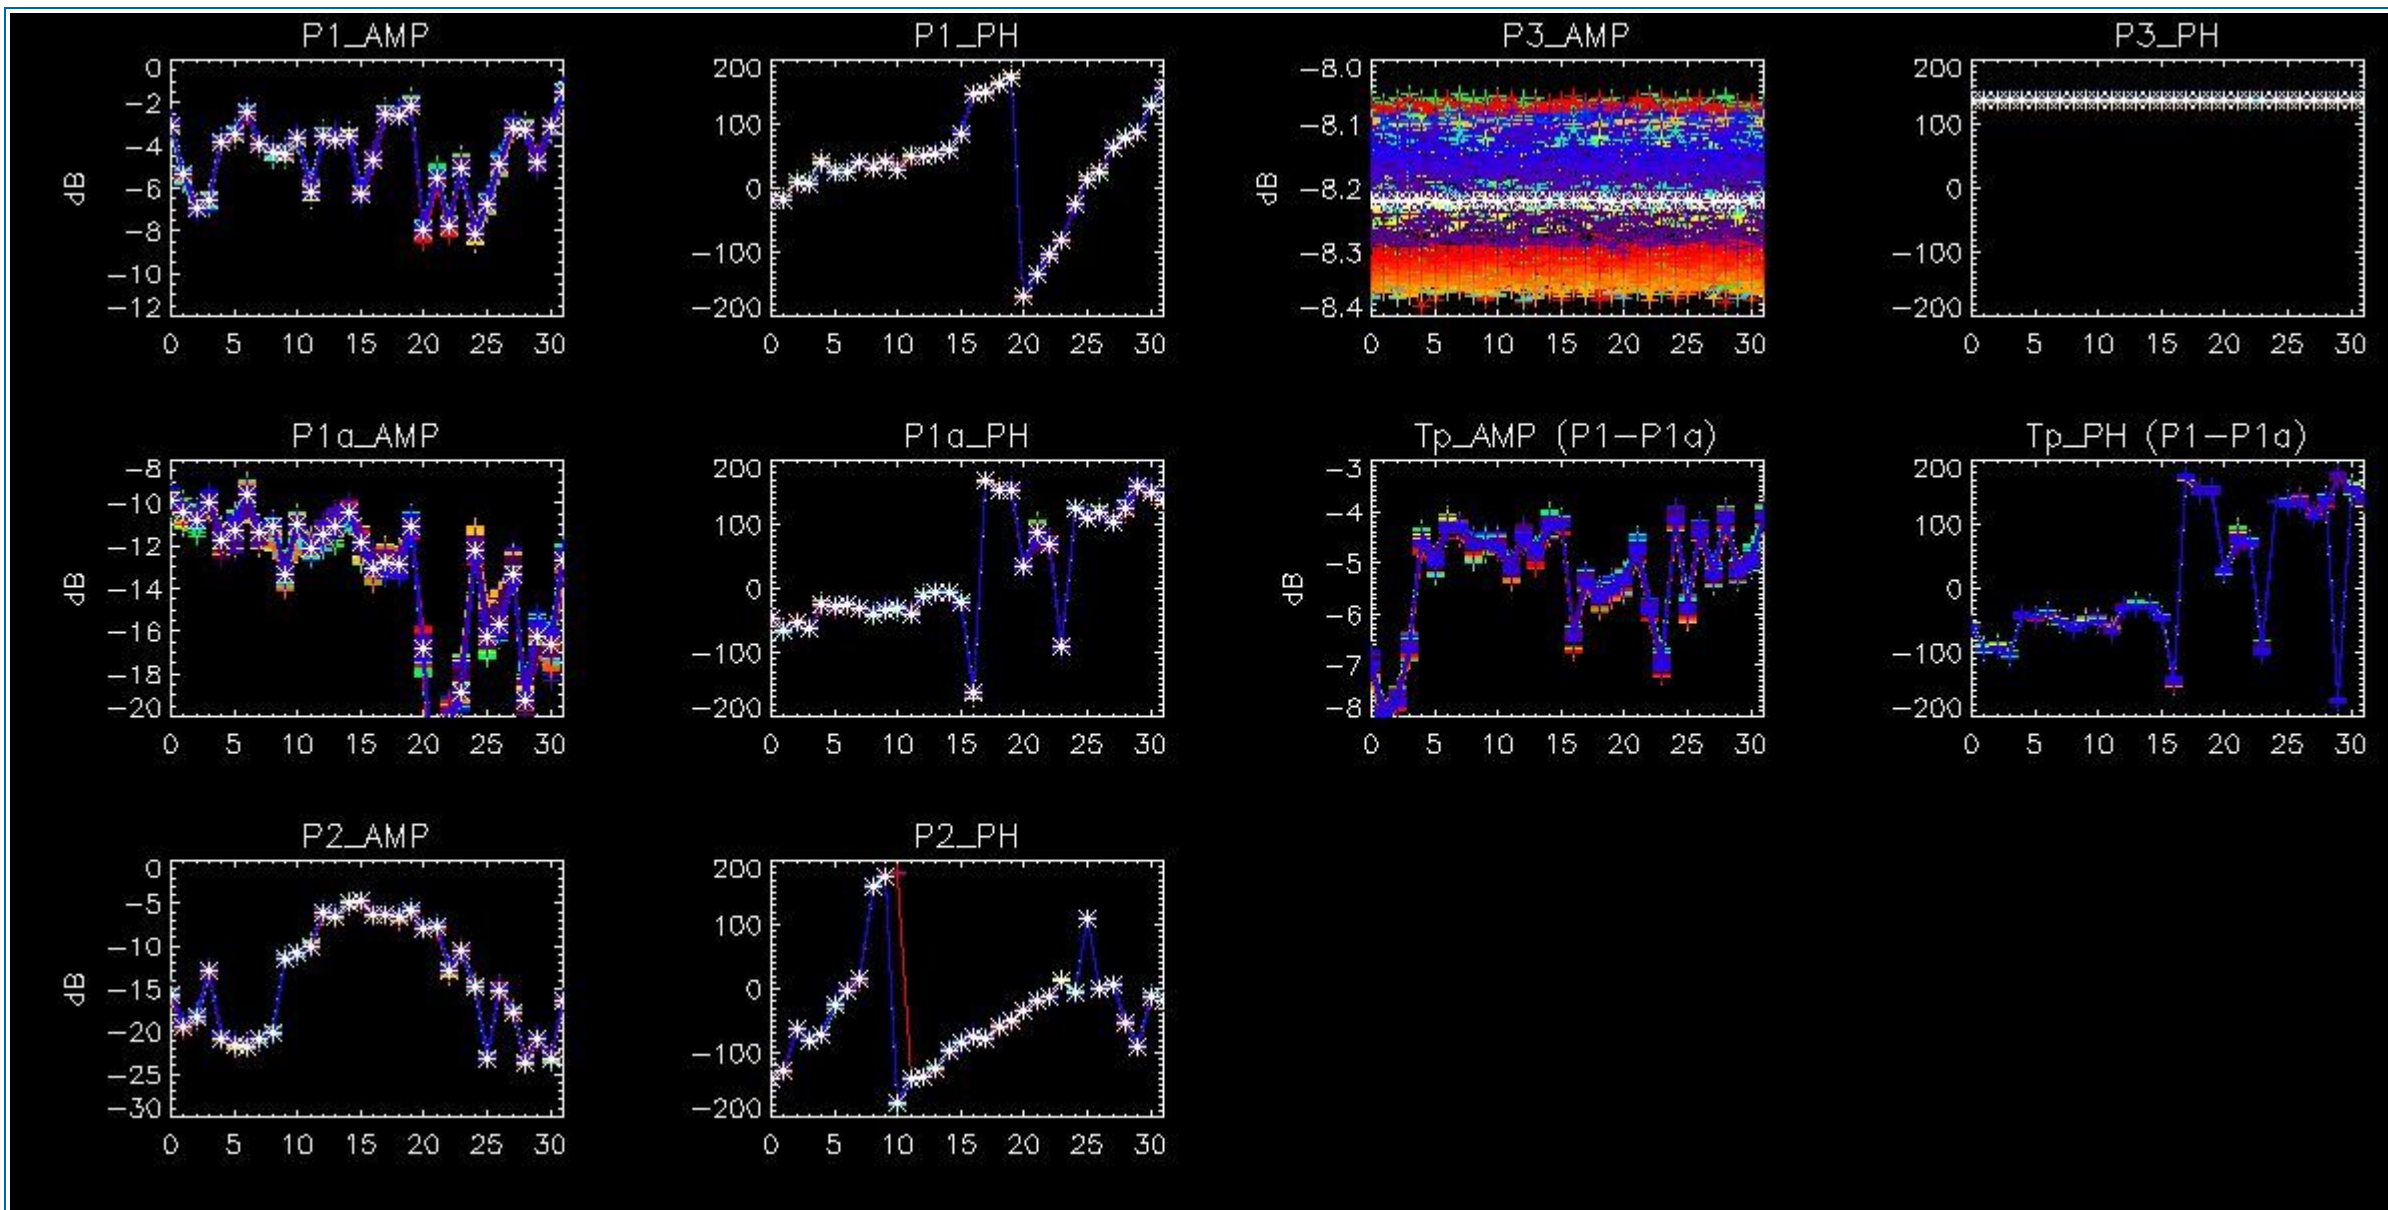 P1_AMP
0
−2
−4
−6
−8
−10
−12
dB
0 5 10 15 20 25 30
P1_PH
200
100
0
−100
−200
0 5 10 15 20 25 30
P3_AMP
−8.0
−8.1
−8.2
−8.3
−8.4
dB
0 5 10 15 20 25 30
P3_PH
200
100
0
−100
−200
0 5 10 15 20 25 30
P1a_AMP
−8
−10
−12
−14
−16
−18
−20
dB
0 5 10 15 20 25 30
P1a_PH
200
100
0
−100
−200
0 5 10 15 20 25 30
Tp_AMP (P1−P1a)
−3
−4
−5
−6
−7
−8
dB
0 5 10 15 20 25 30
Tp_PH (P1−P1a)
200
100
0
−100
−200
0 5 10 15 20 25 30
P2_AMP
0
−5
−10
−15
−20
−25
−30
dB
0 5 10 15 20 25 30
P2_PH
200
100
0
−100
−200
0 5 10 15 20 25 30